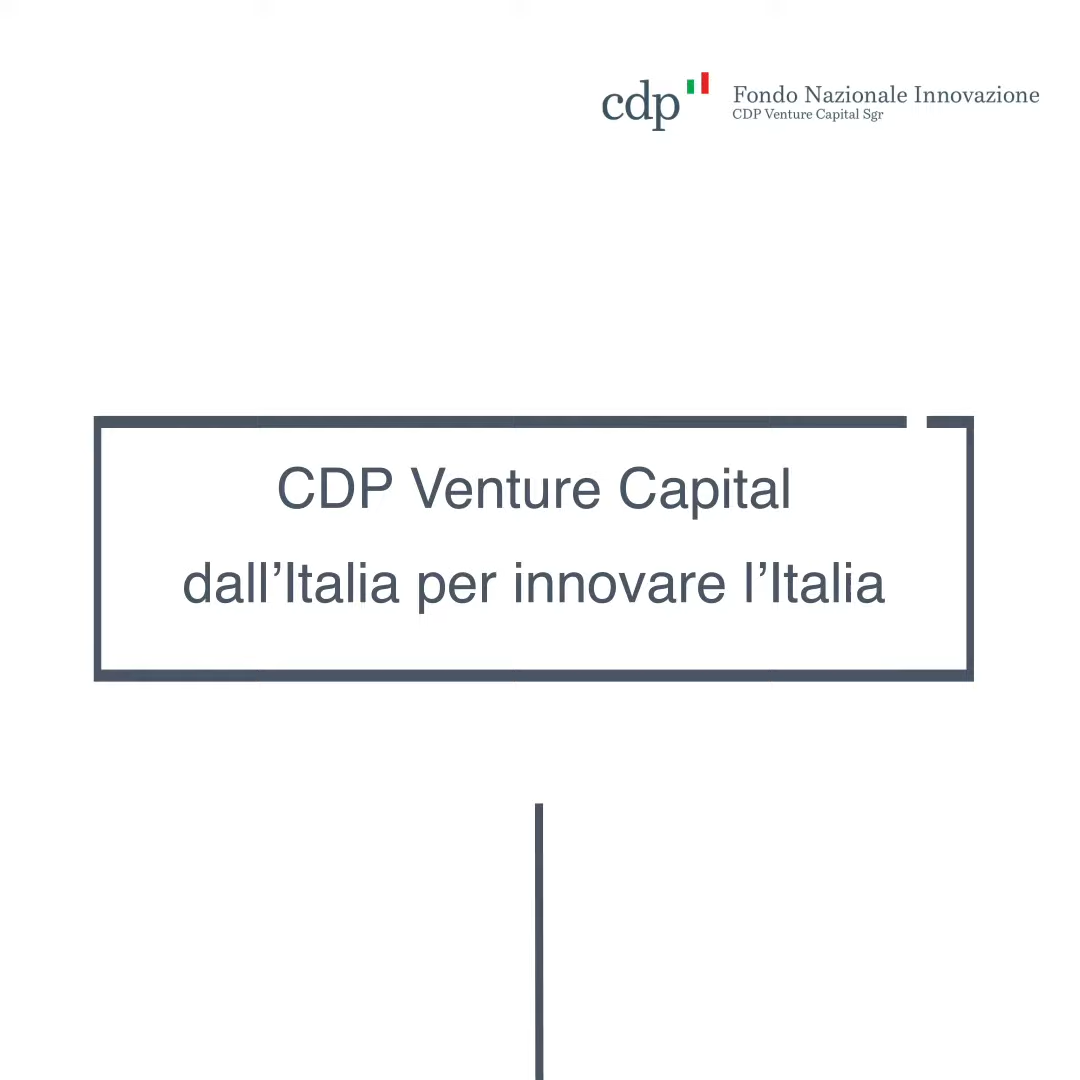 cdp
Fondo Nazionale Innovazione
CDP Venture Capital Sgr
CDP Venture Capital
dall’Italia per innovare l’Italia